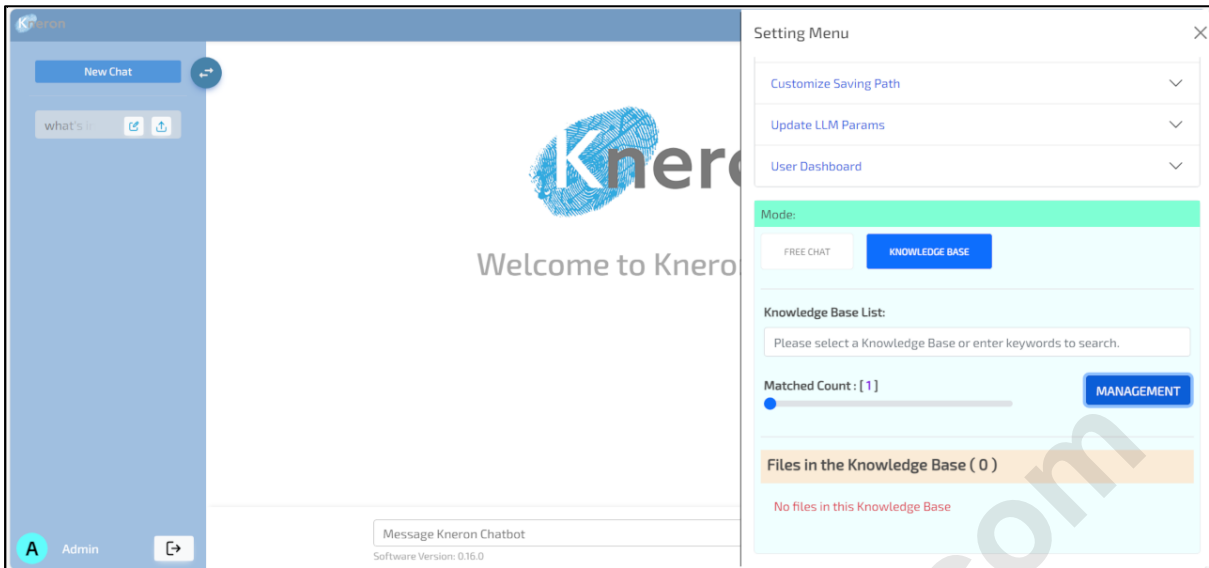 Kneron
New Chat
what's i
A
Admin
Kner
Welcome to Knero
Message Kneron Chatbot
Software Version: 0.16.0
Setting Menu
Customize Saving Path
Update LLM Params
User Dashboard
Mode:
FREE CHAT
KNOWLEDGE BASE
Knowledge Base List:
Please select a Knowledge Base or enter keywords to search.
Matched Count : [ 1 ]
MANAGEMENT
Files in the Knowledge Base ( 0 )
No files in this Knowledge Base
com